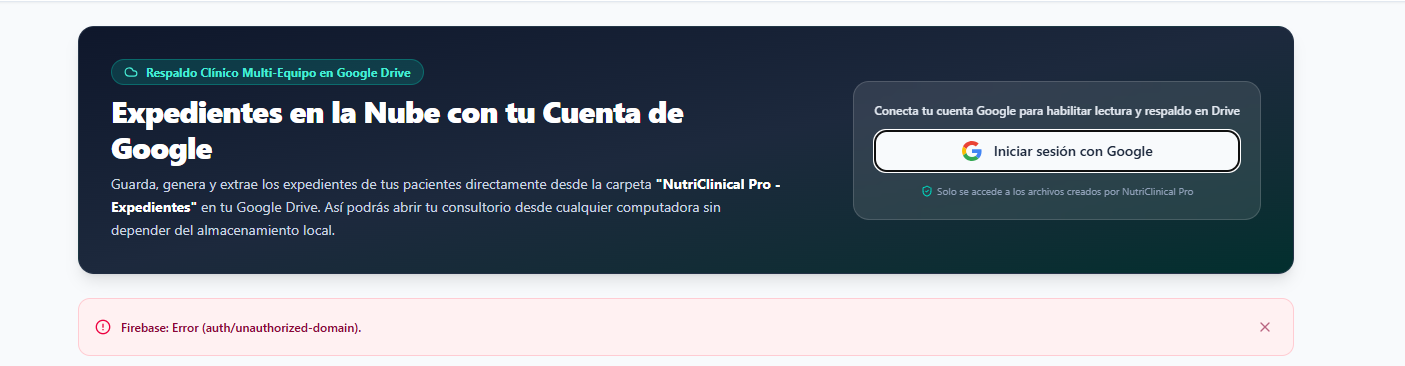 Respaldo Clínico Multi-Equipo en Google Drive
Expedientes en la Nube con tu Cuenta de
Google
Guarda, genera y extrae los expedientes de tus pacientes directamente desde la carpeta "NutriClinical Pro -
Expedientes" en tu Google Drive. Así podrás abrir tu consultorio desde cualquier computadora sin
depender del almacenamiento local.
Conecta tu cuenta Google para habilitar lectura y respaldo en Drive
Iniciar sesión con Google
Solo se accede a los archivos creados por NutriClinical Pro
Firebase: Error (auth/unauthorized-domain).